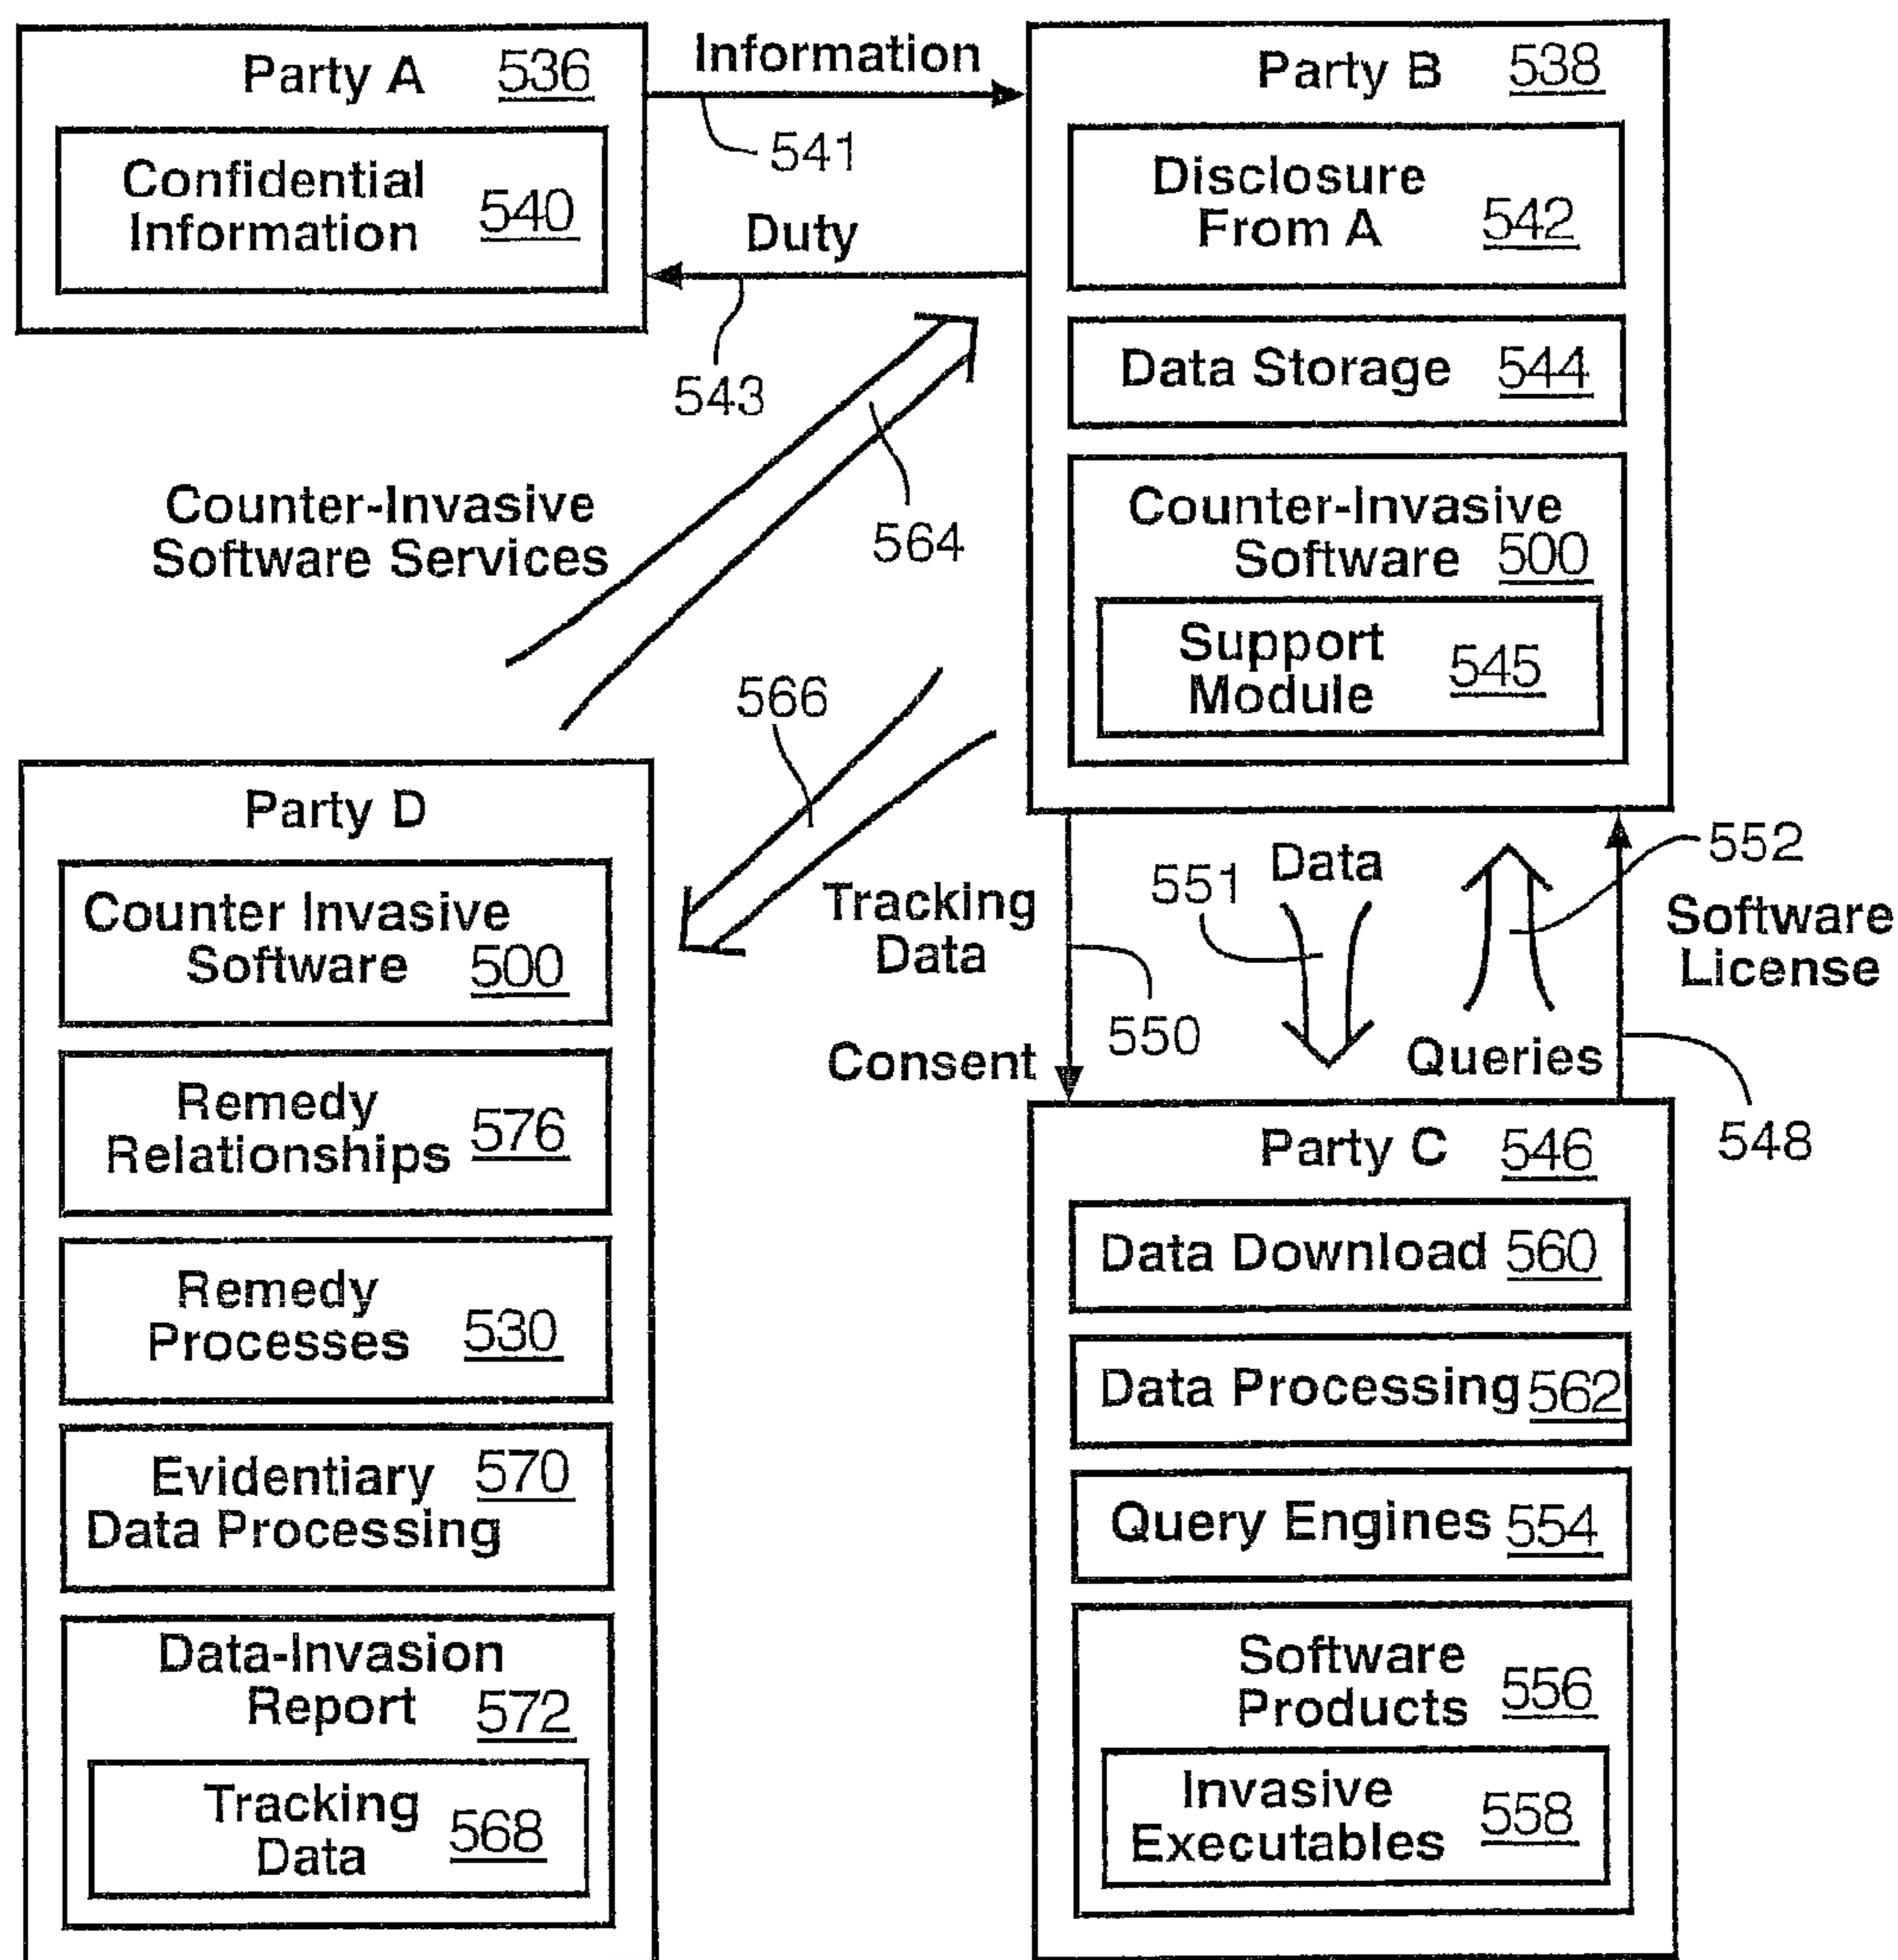 Party A 536
Confidential
Information 540
Information
541
Duty
543
Party B 538
Disclosure
From A 542
Data Storage 544
Counter-Invasive
Software 500
Support
Module 545
Counter-Invasive
Software Services
564
566
Tracking
Data
Consent
550
551
Data
552
Queries
Software
License
548
Party D
Counter Invasive
Software 500
Remedy
Relationships 576
Remedy
Processes 530
Evidentiary 570
Data Processing
Data-Invasion
Report 572
Tracking
Data 568
Party C 546
Data Download 560
Data Processing 562
Query Engines 554
Software
Products 556
Invasive
Executables 558